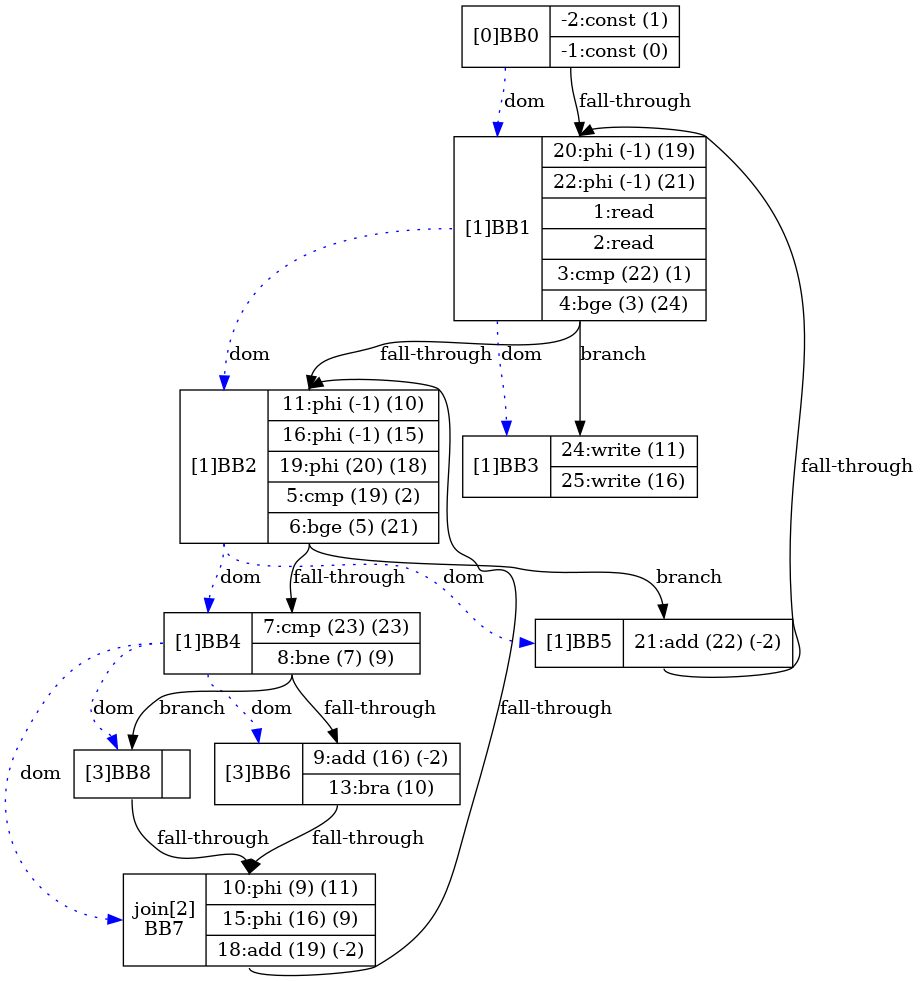 [0]BB0
-2:const (1)
-1:const (0)
dom
fall-through
[1]BB1
20:phi (-1) (19)
22:phi (-1) (21)
1:read
2:read
3:cmp (22) (1)
4:bge (3) (24)
dom
fall-through
dom
branch
[1]BB2
11:phi (-1) (10)
16:phi (-1) (15)
19:phi (20) (18)
5:cmp (19) (2)
6:bge (5) (21)
[1]BB3
24:write (11)
25:write (16)
fall-through
dom
fall-through
dom
branch
[1]BB4
7:cmp (23) (23)
8:bne (7) (9)
[1]BB5
21:add (22) (-2)
dom
branch
dom
fall-through
fall-through
dom
[3]BB8
[3]BB6
9:add (16) (-2)
13:bra (10)
fall-through
fall-through
join[2]
BB7
10:phi (9) (11)
15:phi (16) (9)
18:add (19) (-2)